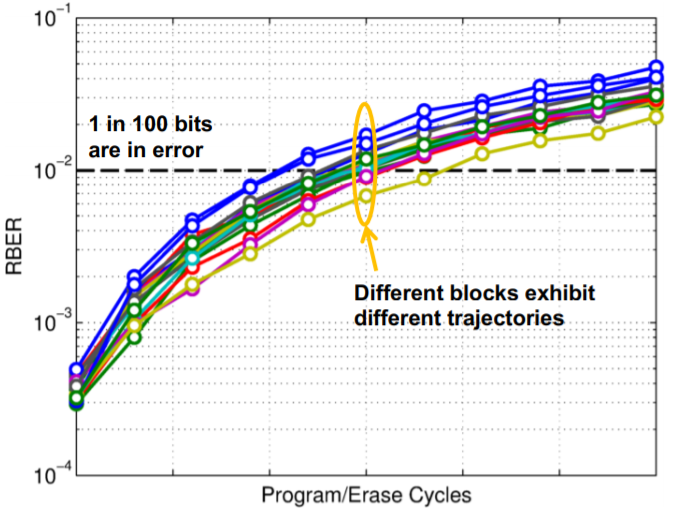 10⁻¹
1 in 100 bits
are in error
10⁻²
RBER
Different blocks exhibit
different trajectories
10⁻³
10⁻⁴
Program/Erase Cycles